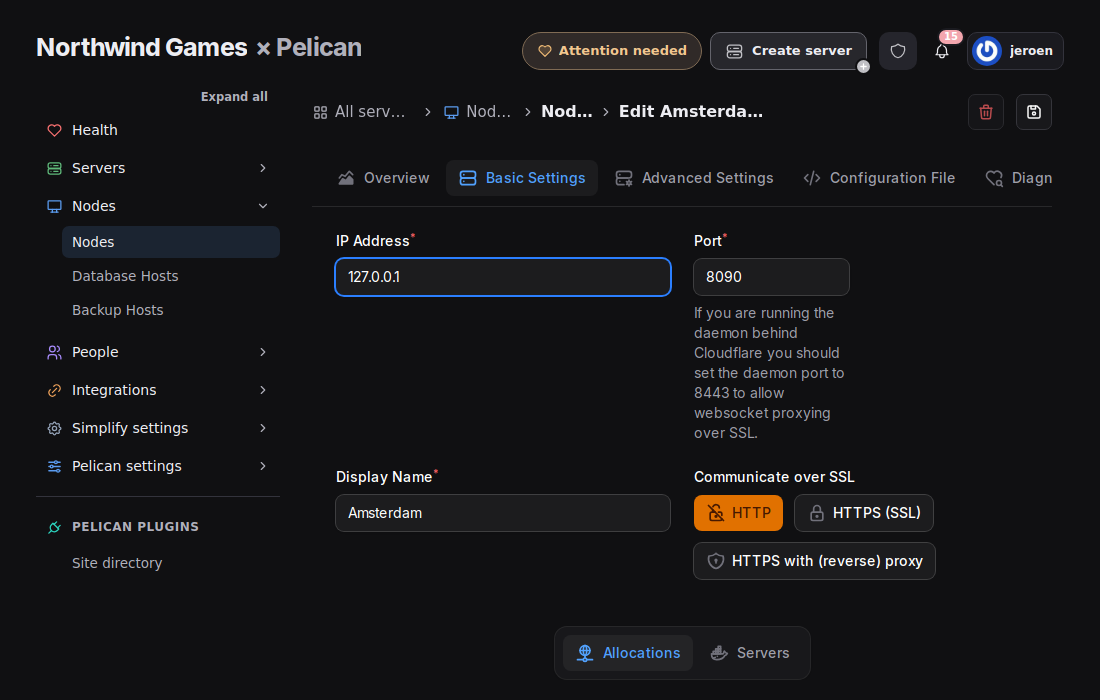 Northwind Games × Pelican
Attention needed
Create server
15
jeroen
Expand all
Health
Servers
Nodes
Nodes
Database Hosts
Backup Hosts
People
Integrations
Simplify settings
Pelican settings
PELICAN PLUGINS
Site directory
All serv... > Nod... > Nod... > Edit Amsterda...
Overview
Basic Settings
Advanced Settings
Configuration File
Diagn
IP Address*
127.0.0.1
Port*
8090
If you are running the
daemon behind
Cloudflare you should
set the daemon port to
8443 to allow
websocket proxying
over SSL.
Display Name*
Amsterdam
Communicate over SSL
HTTP
HTTPS (SSL)
HTTPS with (reverse) proxy
Allocations
Servers